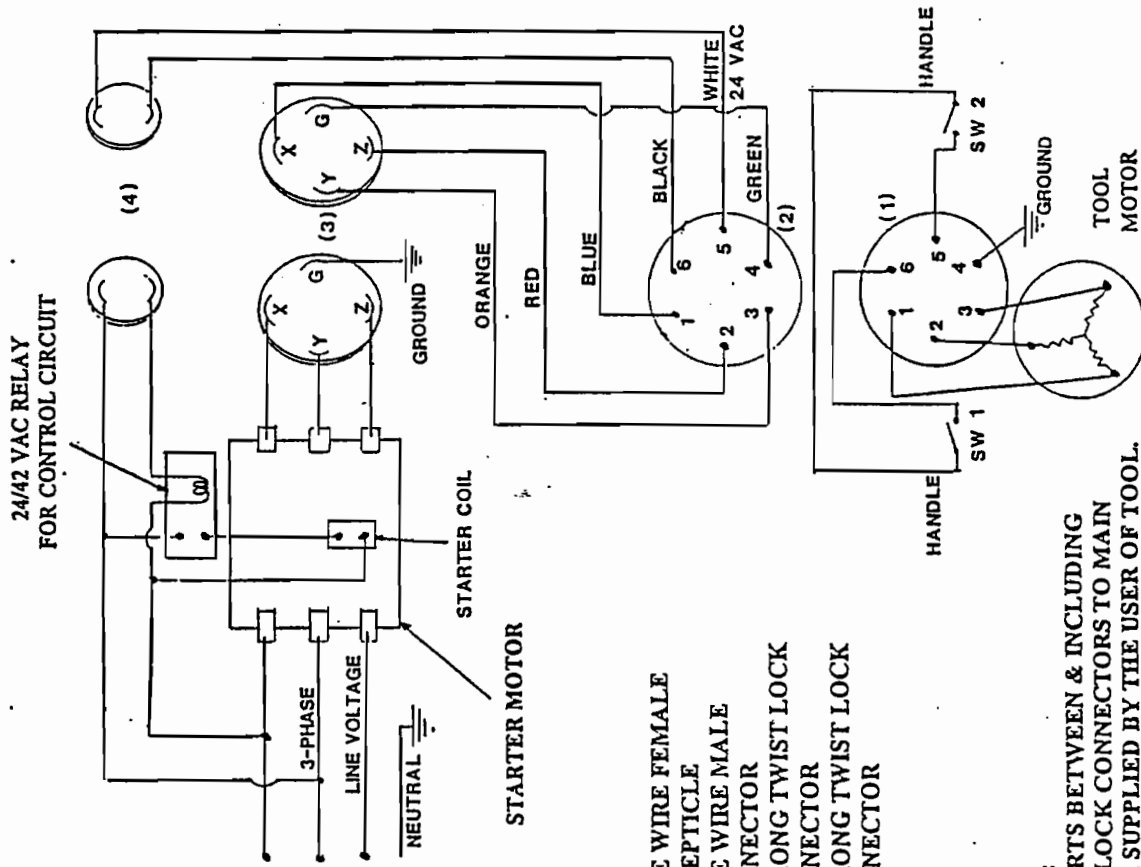 24/42 VAC RELAY
FOR CONTROL CIRCUIT
(4)
X
Y
Z
G
(3)
X
Y
Z
G
GROUND
3-PHASE
LINE VOLTAGE
NEUTRAL
STARTER COIL
STARTER MOTOR
ORANGE
RED
BLUE
BLACK
WHITE
24 VAC
GREEN
1
2
3
4
5
6
(2)
HANDLE
SW 1
HANDLE
SW 2
1
2
3
4
5
6
(1)
GROUND
TOOL
MOTOR
E WIRE FEMALE
EPTICLE
E WIRE MALE
NECTOR
ONG TWIST LOCK
NECTOR
ONG TWIST LOCK
NECTOR
RTS BETWEEN & INCLUDING
LOCK CONNECTORS TO MAIN
SUPPLIED BY THE USER OF TOOL.